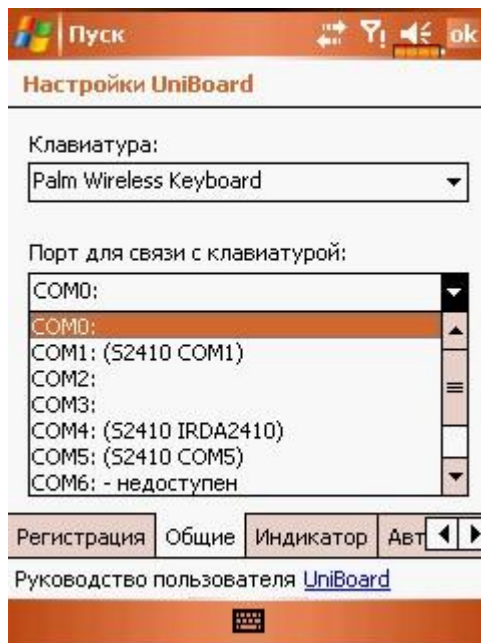 Пуск
ok
Настройки UniBoard
Клавиатура:
Palm Wireless Keyboard
Порт для связи с клавиатурой:
COM0:
COM0:
COM1: (S2410 COM1)
COM2:
COM3:
COM4: (S2410 IRDA2410)
COM5: (S2410 COM5)
COM6: - недоступен
Регистрация Общие Индикатор Авт
Руководство пользователя UniBoard